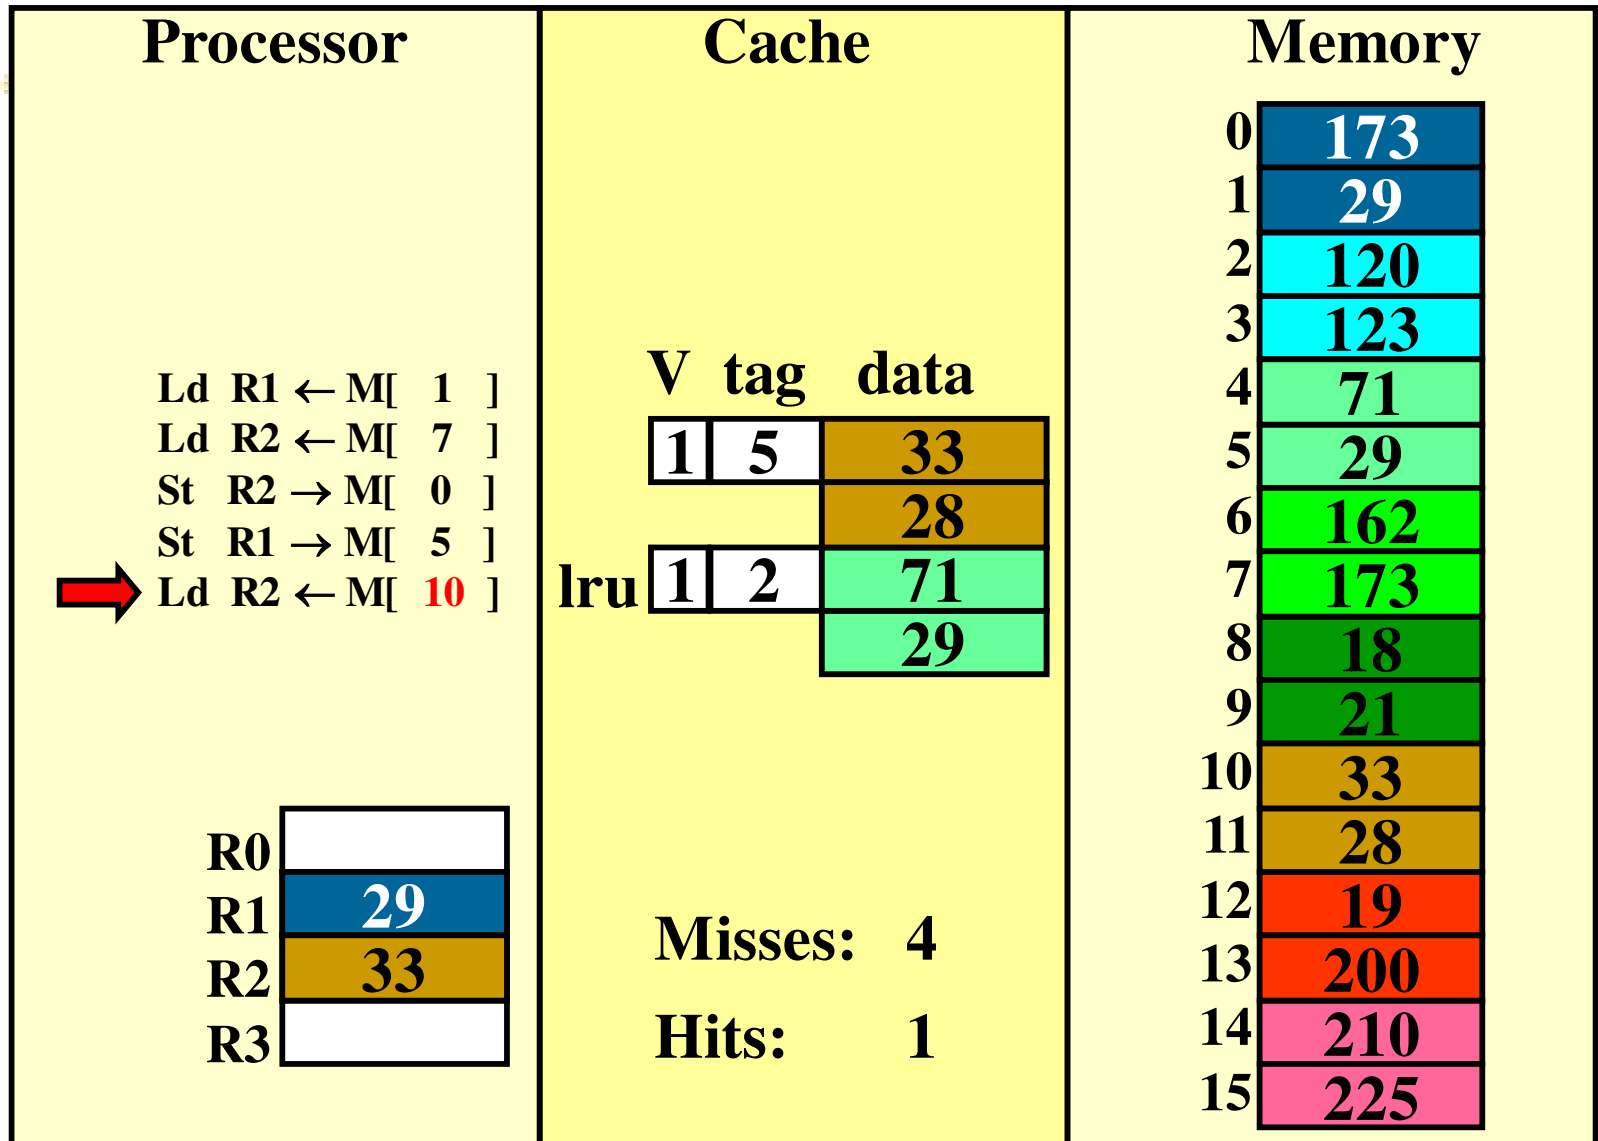 Processor
Cache
Memory
Ld R1 ← M[ 1 ]
Ld R2 ← M[ 7 ]
St R2 → M[ 0 ]
St R1 → M[ 5 ]
Ld R2 ← M[ 10 ]
R0
R1 29
R2 33
R3
V tag data
1 5 33
28
lru 1 2 71
29
Misses: 4
Hits: 1
0 173
1 29
2 120
3 123
4 71
5 29
6 162
7 173
8 18
9 21
10 33
11 28
12 19
13 200
14 210
15 225